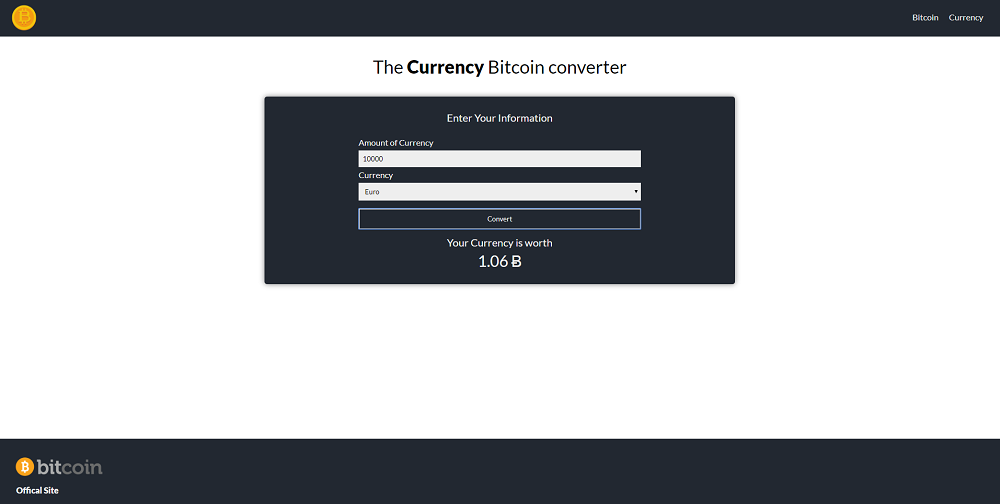 Bitcoin Currency
The Currency Bitcoin converter
Enter Your Information
Amount of Currency
10000
Currency
Euro
Convert
Your Currency is worth
1.06 Ƀ
bitcoin
Offical Site